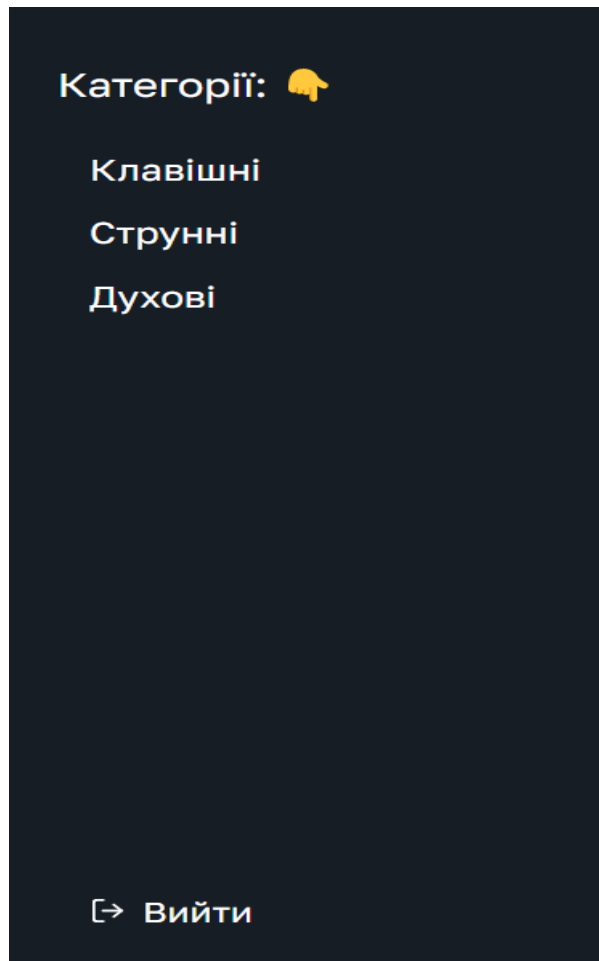 Категорії: 👇
Клавішні
Струнні
Духові
Вийти